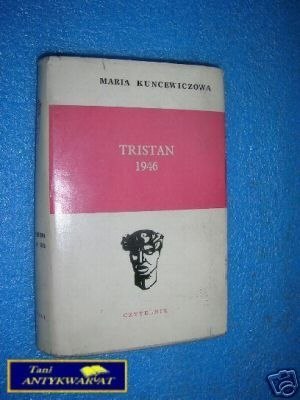 MARIA KUNCEWICZOWA
TRISTAN
1946
CZYTELNIK
Tani
ANTYKWARIAT